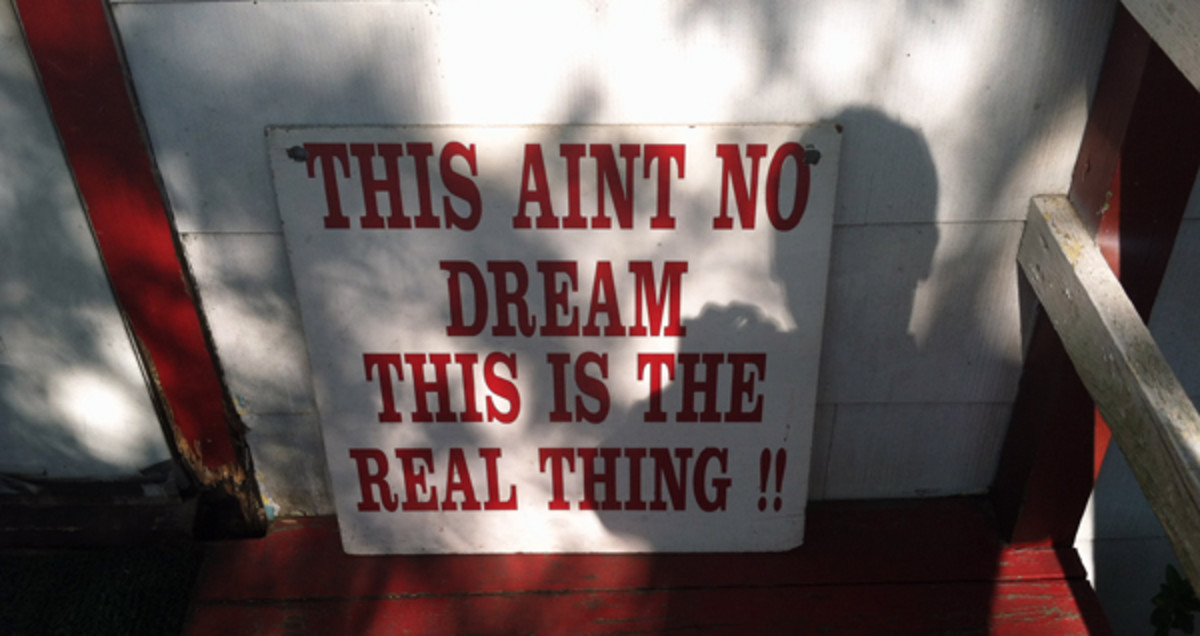 THIS AINT NO
DREAM
THIS IS THE
REAL THING !!